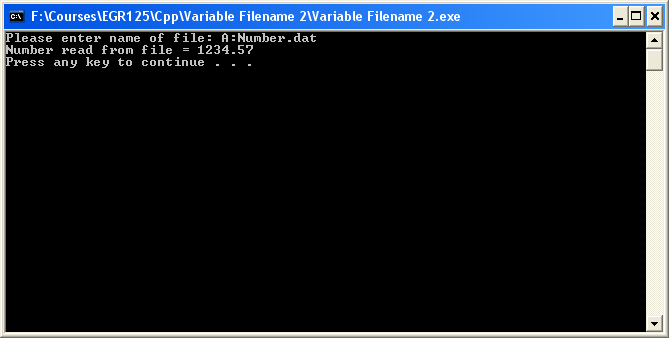 F:\Courses\EGR125\Cpp\Variable Filename 2\Variable Filename 2.exe
Please enter name of file: A:Number.dat
Number read from file = 1234.57
Press any key to continue . . .